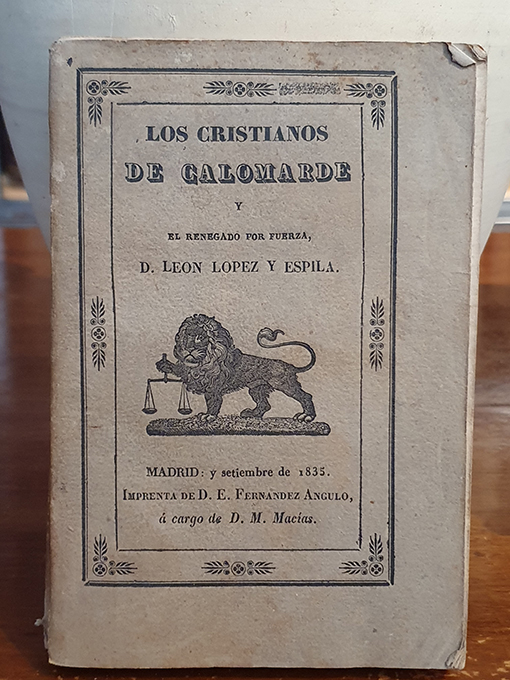 LOS CRISTIANOS
DE CALOMARDE
Y
EL RENEGADO POR FUERZA,
D. LEON LOPEZ Y ESPILA.
MADRID: y setiembre de 1835.
IMPRENTA DE D. E. FERNANDEZ ANGULO,
á cargo de D. M. Macías.